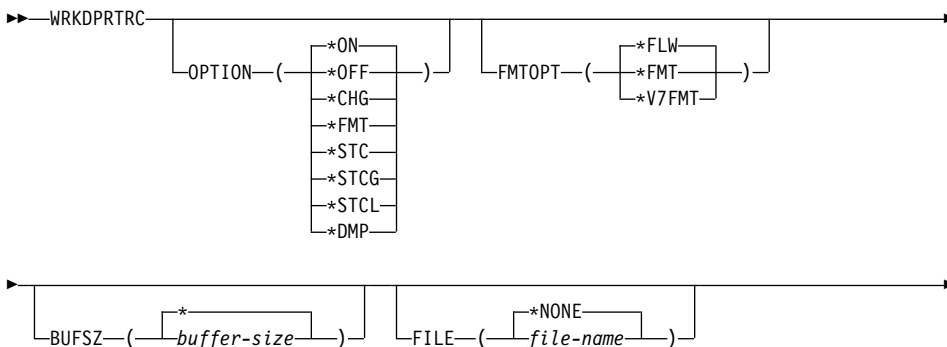 WRKDPRTRC
*ON
OPTION ( *OFF )
*CHG
*FMT
*STC
*STCG
*STCL
*DMP
*FLW
FMTOPT ( *FMT )
*V7FMT
*
BUFSZ ( buffer-size )
*NONE
FILE ( file-name )